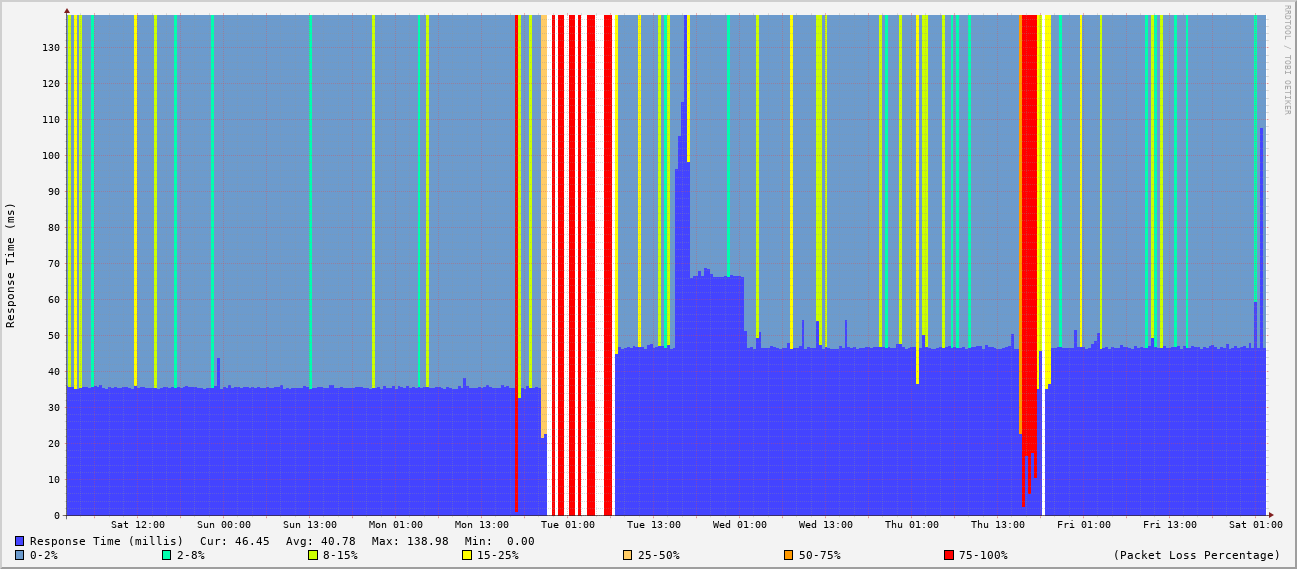 RRDTOOL / TOBI OETIKER
Response Time (ms)
130
120
110
100
90
80
70
60
50
40
30
20
10
0
Sat 12:00 Sun 00:00 Sun 13:00 Mon 01:00 Mon 13:00 Tue 01:00 Tue 13:00 Wed 01:00 Wed 13:00 Thu 01:00 Thu 13:00 Fri 01:00 Fri 13:00 Sat 01:00
Response Time (millis) Cur: 46.45 Avg: 40.78 Max: 138.98 Min: 0.00
0-2% 2-8% 8-15% 15-25% 25-50% 50-75% 75-100% (Packet Loss Percentage)